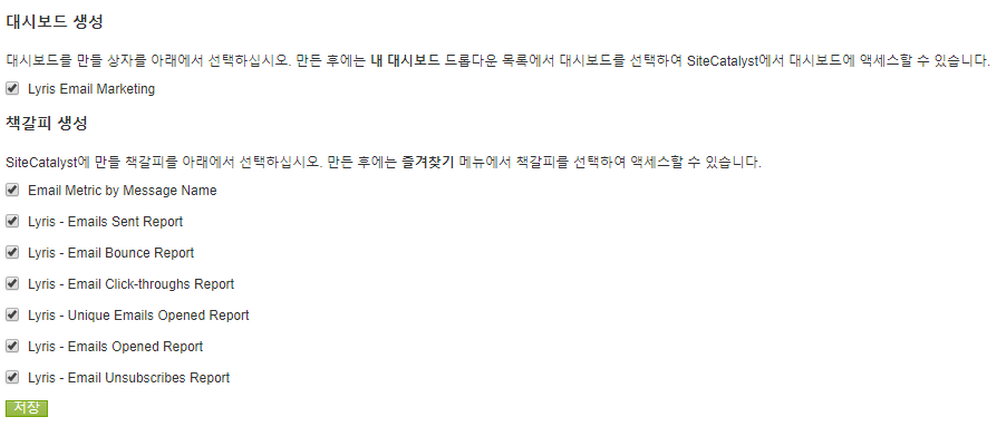 대시보드 생성
대시보드를 만들 상자를 아래에서 선택하십시오. 만든 후에는 내 대시보드 드롭다운 목록에서 대시보드를 선택하여 SiteCatalyst에서 대시보드에 액세스할 수 있습니다.
Lyris Email Marketing
책갈피 생성
SiteCatalyst에 만들 책갈피를 아래에서 선택하십시오. 만든 후에는 즐겨찾기 메뉴에서 책갈피를 선택하여 액세스할 수 있습니다.
Email Metric by Message Name
Lyris - Emails Sent Report
Lyris - Email Bounce Report
Lyris - Email Click-throughs Report
Lyris - Unique Emails Opened Report
Lyris - Emails Opened Report
Lyris - Email Unsubscribes Report
저장